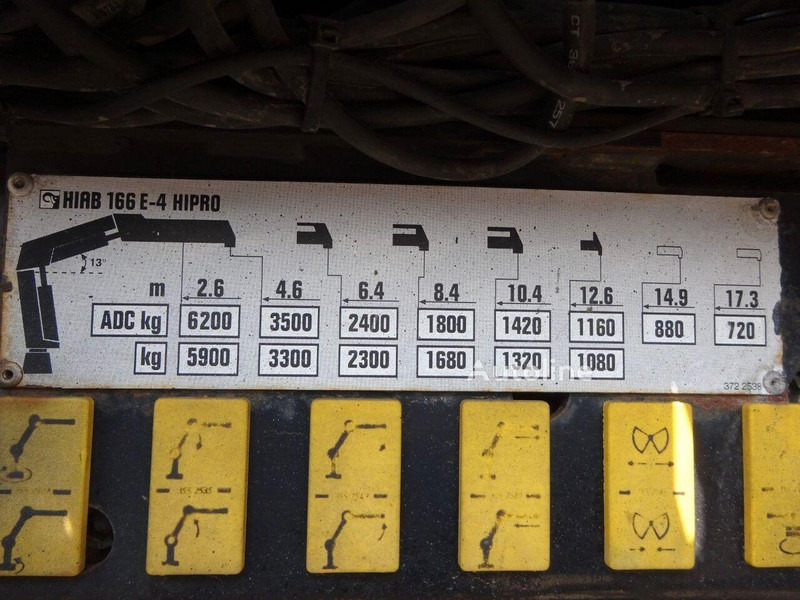 HIAB 166 E-4 HIPRO
13°
m 2.6 4.6 6.4 8.4 10.4 12.6 14.9 17.3
ADC kg 6200 3500 2400 1800 1420 1160 880 720
kg 5900 3300 2300 1680 1320 1080
Autoline
372 2538